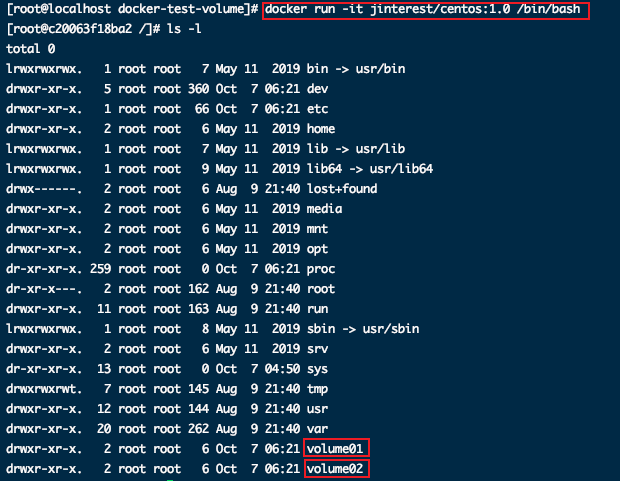 [root@localhost docker-test-volume]# docker run -it jinterest/centos:1.0 /bin/bash
[root@c20063f18ba2 /]# ls -l
total 0
lrwxrwxrwx.   1 root root   7 May 11  2019 bin -> usr/bin
drwxr-xr-x.   5 root root 360 Oct  7 06:21 dev
drwxr-xr-x.   1 root root  66 Oct  7 06:21 etc
drwxr-xr-x.   2 root root   6 May 11  2019 home
lrwxrwxrwx.   1 root root   7 May 11  2019 lib -> usr/lib
lrwxrwxrwx.   1 root root   9 May 11  2019 lib64 -> usr/lib64
drwx------.   2 root root   6 Aug  9 21:40 lost+found
drwxr-xr-x.   2 root root   6 May 11  2019 media
drwxr-xr-x.   2 root root   6 May 11  2019 mnt
drwxr-xr-x.   2 root root   6 May 11  2019 opt
dr-xr-xr-x. 259 root root   0 Oct  7 06:21 proc
dr-xr-x---.   2 root root 162 Aug  9 21:40 root
drwxr-xr-x.  11 root root 163 Aug  9 21:40 run
lrwxrwxrwx.   1 root root   8 May 11  2019 sbin -> usr/sbin
drwxr-xr-x.   2 root root   6 May 11  2019 srv
dr-xr-xr-x.  13 root root   0 Oct  7 04:50 sys
drwxrwxrwt.   7 root root 145 Aug  9 21:40 tmp
drwxr-xr-x.  12 root root 144 Aug  9 21:40 usr
drwxr-xr-x.  20 root root 262 Aug  9 21:40 var
drwxr-xr-x.   2 root root   6 Oct  7 06:21 volume01
drwxr-xr-x.   2 root root   6 Oct  7 06:21 volume02